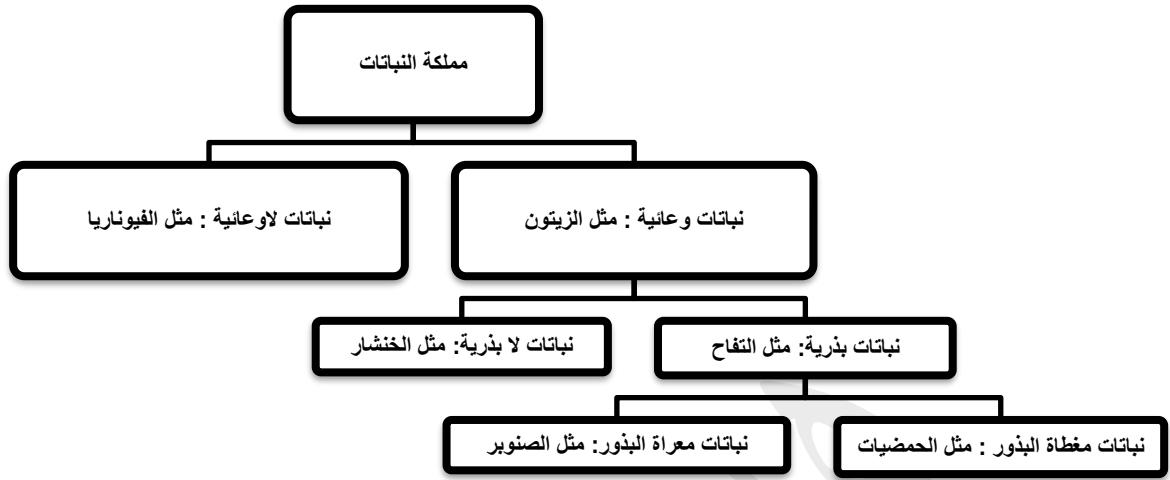 مملكة النباتات
نباتات وعائية : مثل الزيتون
نباتات لاوعائية : مثل الفيوناريا
نباتات بذرية: مثل التفاح
نباتات لا بذرية: مثل الخنشار
نباتات مغطاة البذور : مثل الحمضيات
نباتات معراة البذور: مثل الصنوبر